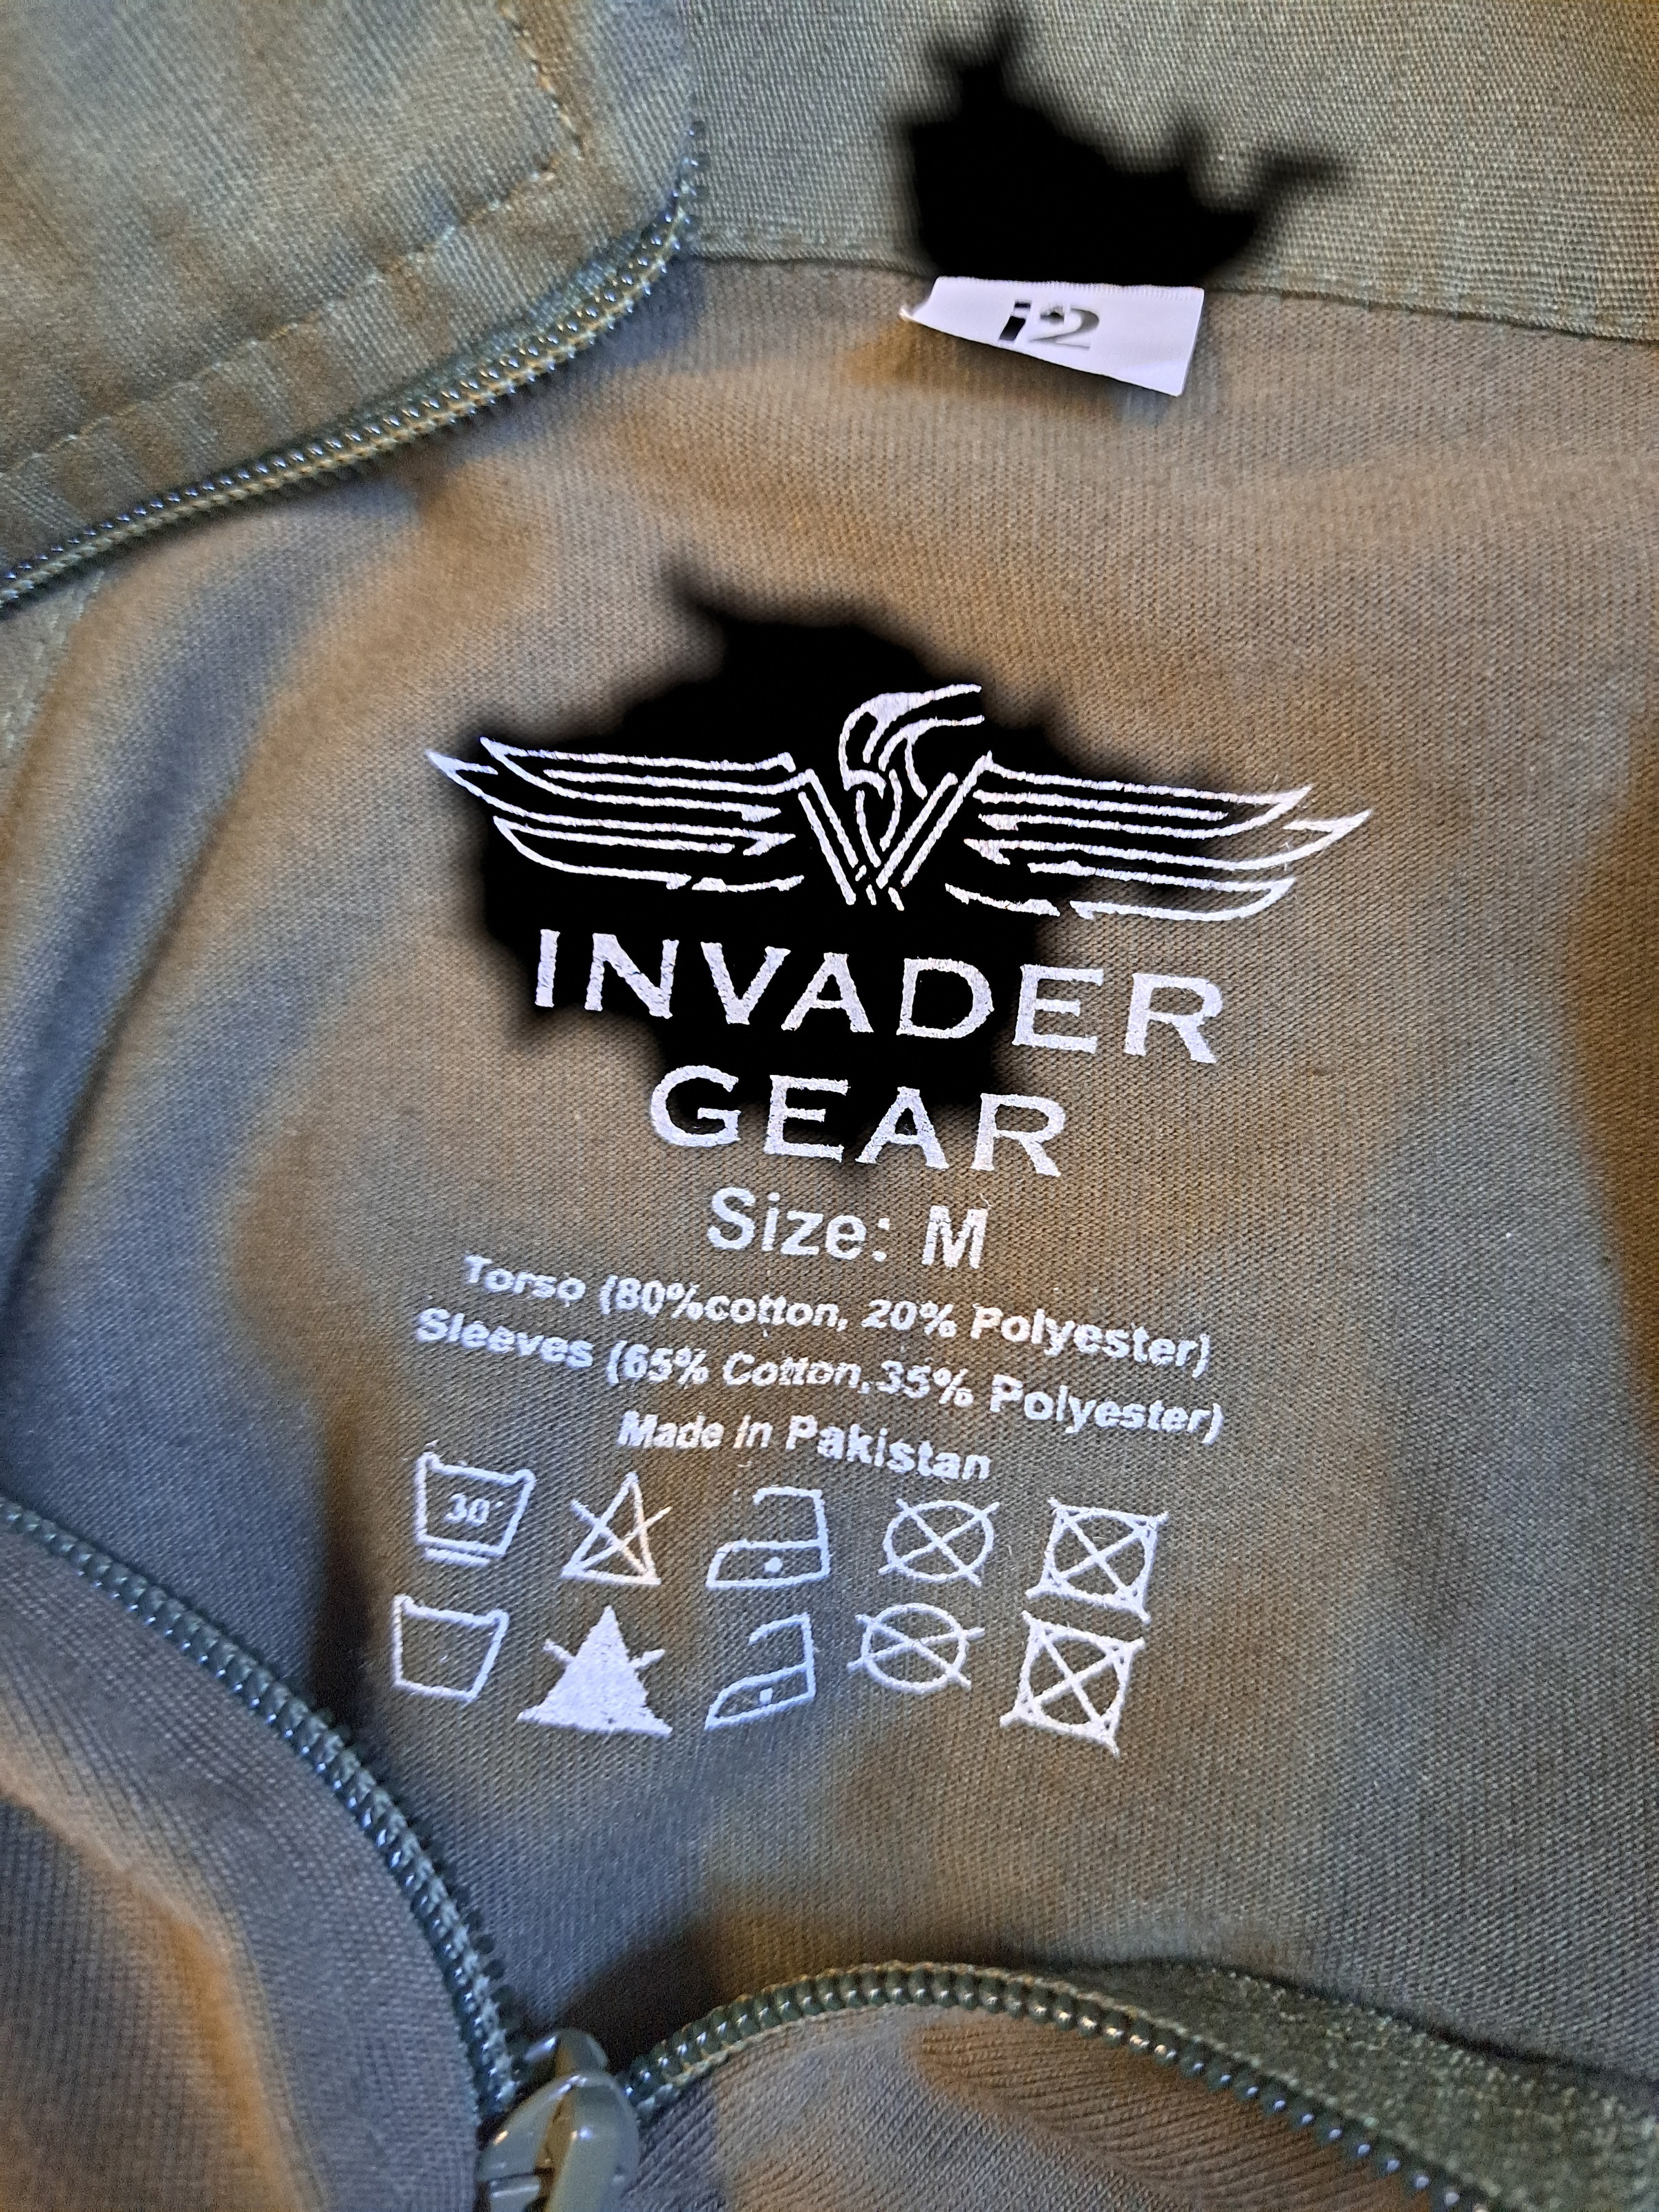 i2
INVADER
GEAR
Size: M
Torso (80%cotton, 20% Polyester)
Sleeves (65% Cotton,35% Polyester)
Made in Pakistan
30°